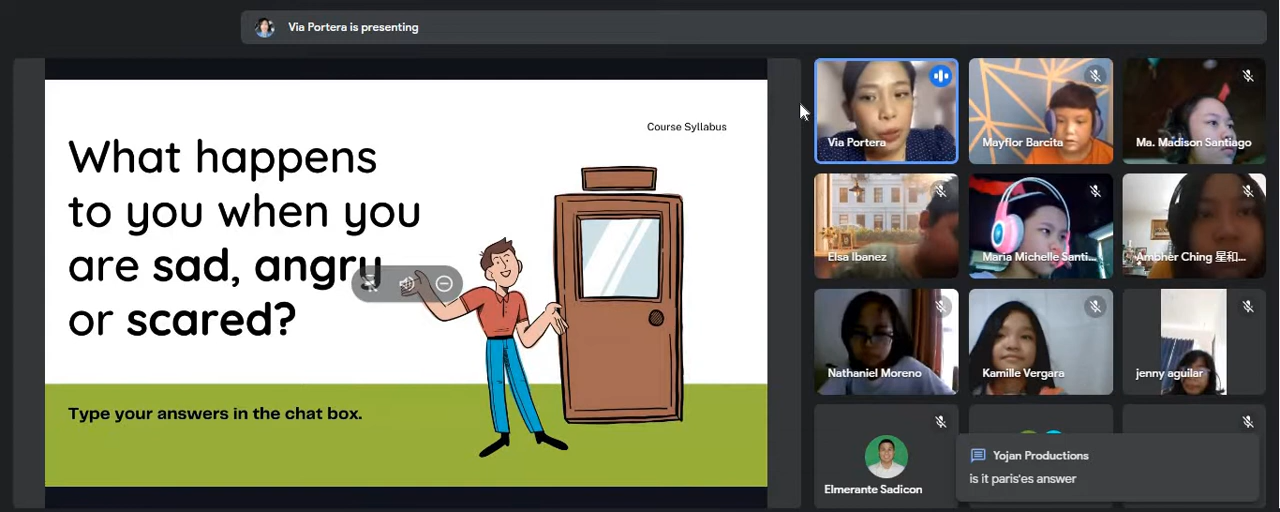 Via Portera is presenting
Course Syllabus
What happens
to you when you
are sad, angry
or scared?
Type your answers in the chat box.
Via Portera
Mayflor Barcita
Ma. Madison Santiago
Elsa Ibanez
Maria Michelle Santi...
Ambher Ching 星和...
Nathaniel Moreno
Kamille Vergara
jenny aguilar
Elmerante Sadicon
Yojan Productions
is it paris'es answer